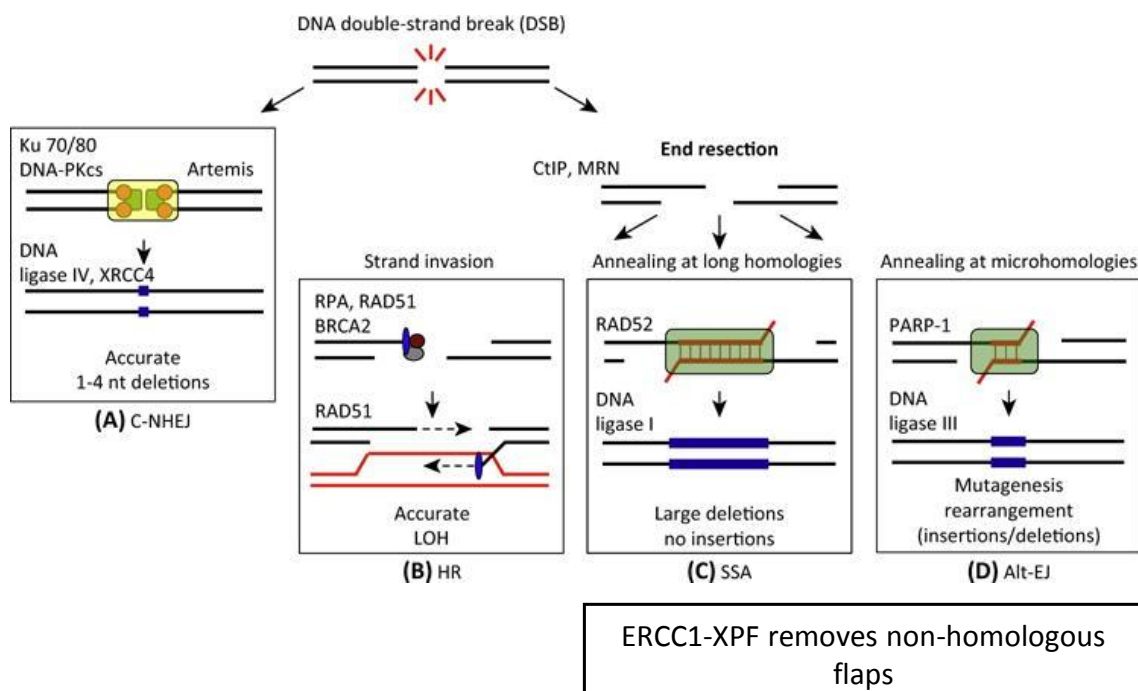 DNA double-strand break (DSB)
Ku 70/80
DNA-PKcs
Artemis
DNA
ligase IV, XRCC4
Accurate
1-4 nt deletions
(A) C-NHEJ
End resection
CtIP, MRN
Strand invasion
RPA, RAD51
BRCA2
RAD51
Accurate
LOH
(B) HR
Annealing at long homologies
RAD52
DNA
ligase I
Large deletions
no insertions
(C) SSA
Annealing at microhomologies
PARP-1
DNA
ligase III
Mutagenesis
rearrangement
(insertions/deletions)
(D) Alt-EJ
ERCC1-XPF removes non-homologous
flaps